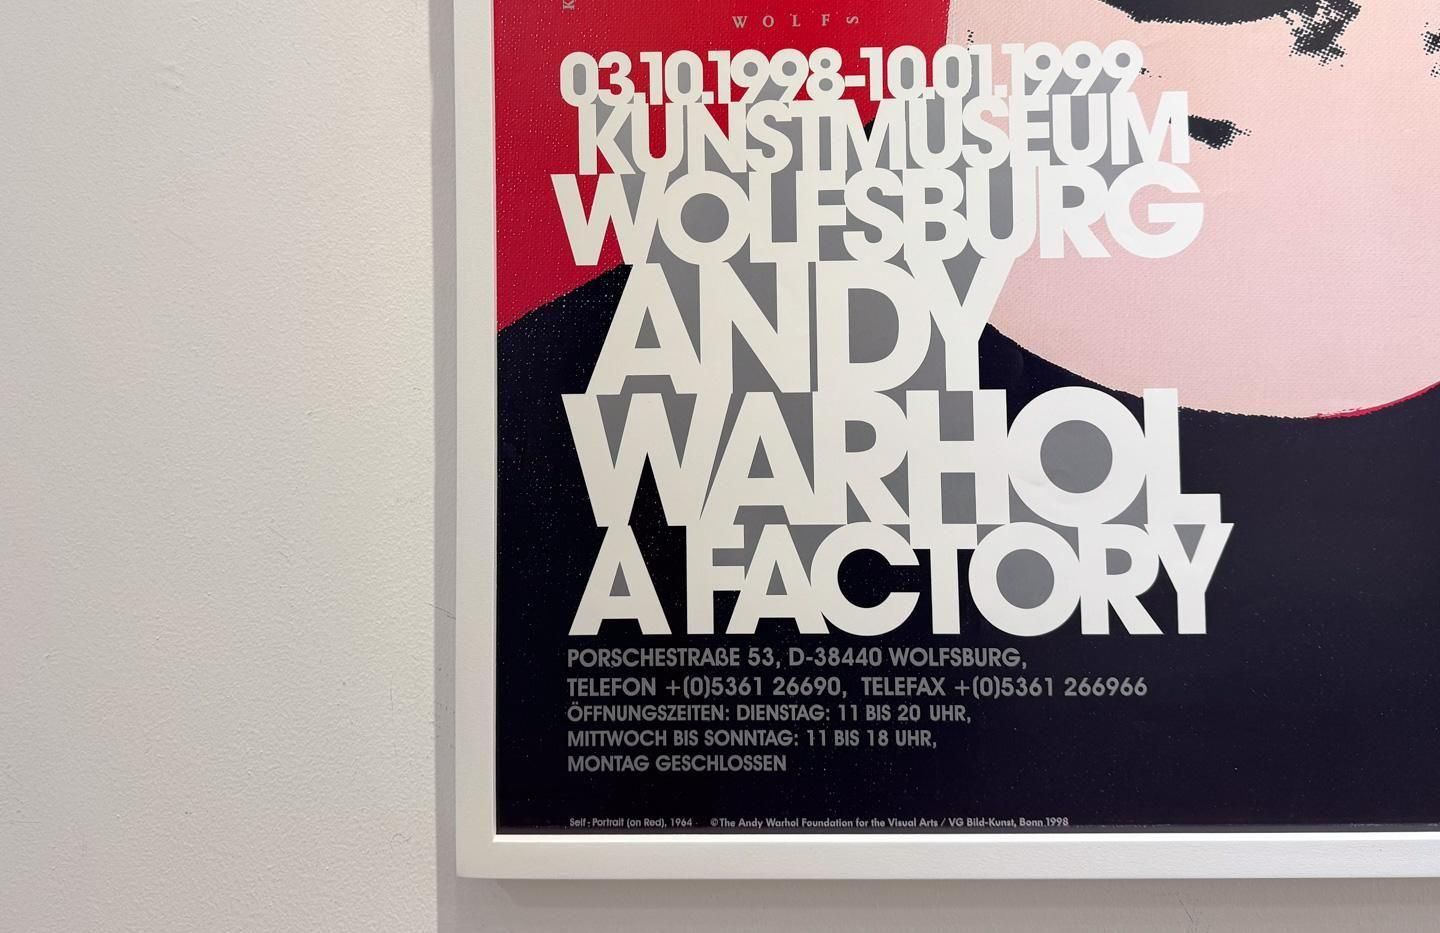 WOLFS
03.10.1998-10.01.1999
KUNSTMUSEUM
WOLFSBURG
ANDY
WARHOL
A FACTORY
PORSCHESTRAßE 53, D-38440 WOLFSBURG,
TELEFON +(0)5361 26690, TELEFAX +(0)5361 266966
ÖFFNUNGSZEITEN: DIENSTAG: 11 BIS 20 UHR,
MITTWOCH BIS SONNTAG: 11 BIS 18 UHR,
MONTAG GESCHLOSSEN
Self-Portrait (on Red), 1964 ©The Andy Warhol Foundation for the Visual Arts / VG Bild-Kunst, Bonn 1998